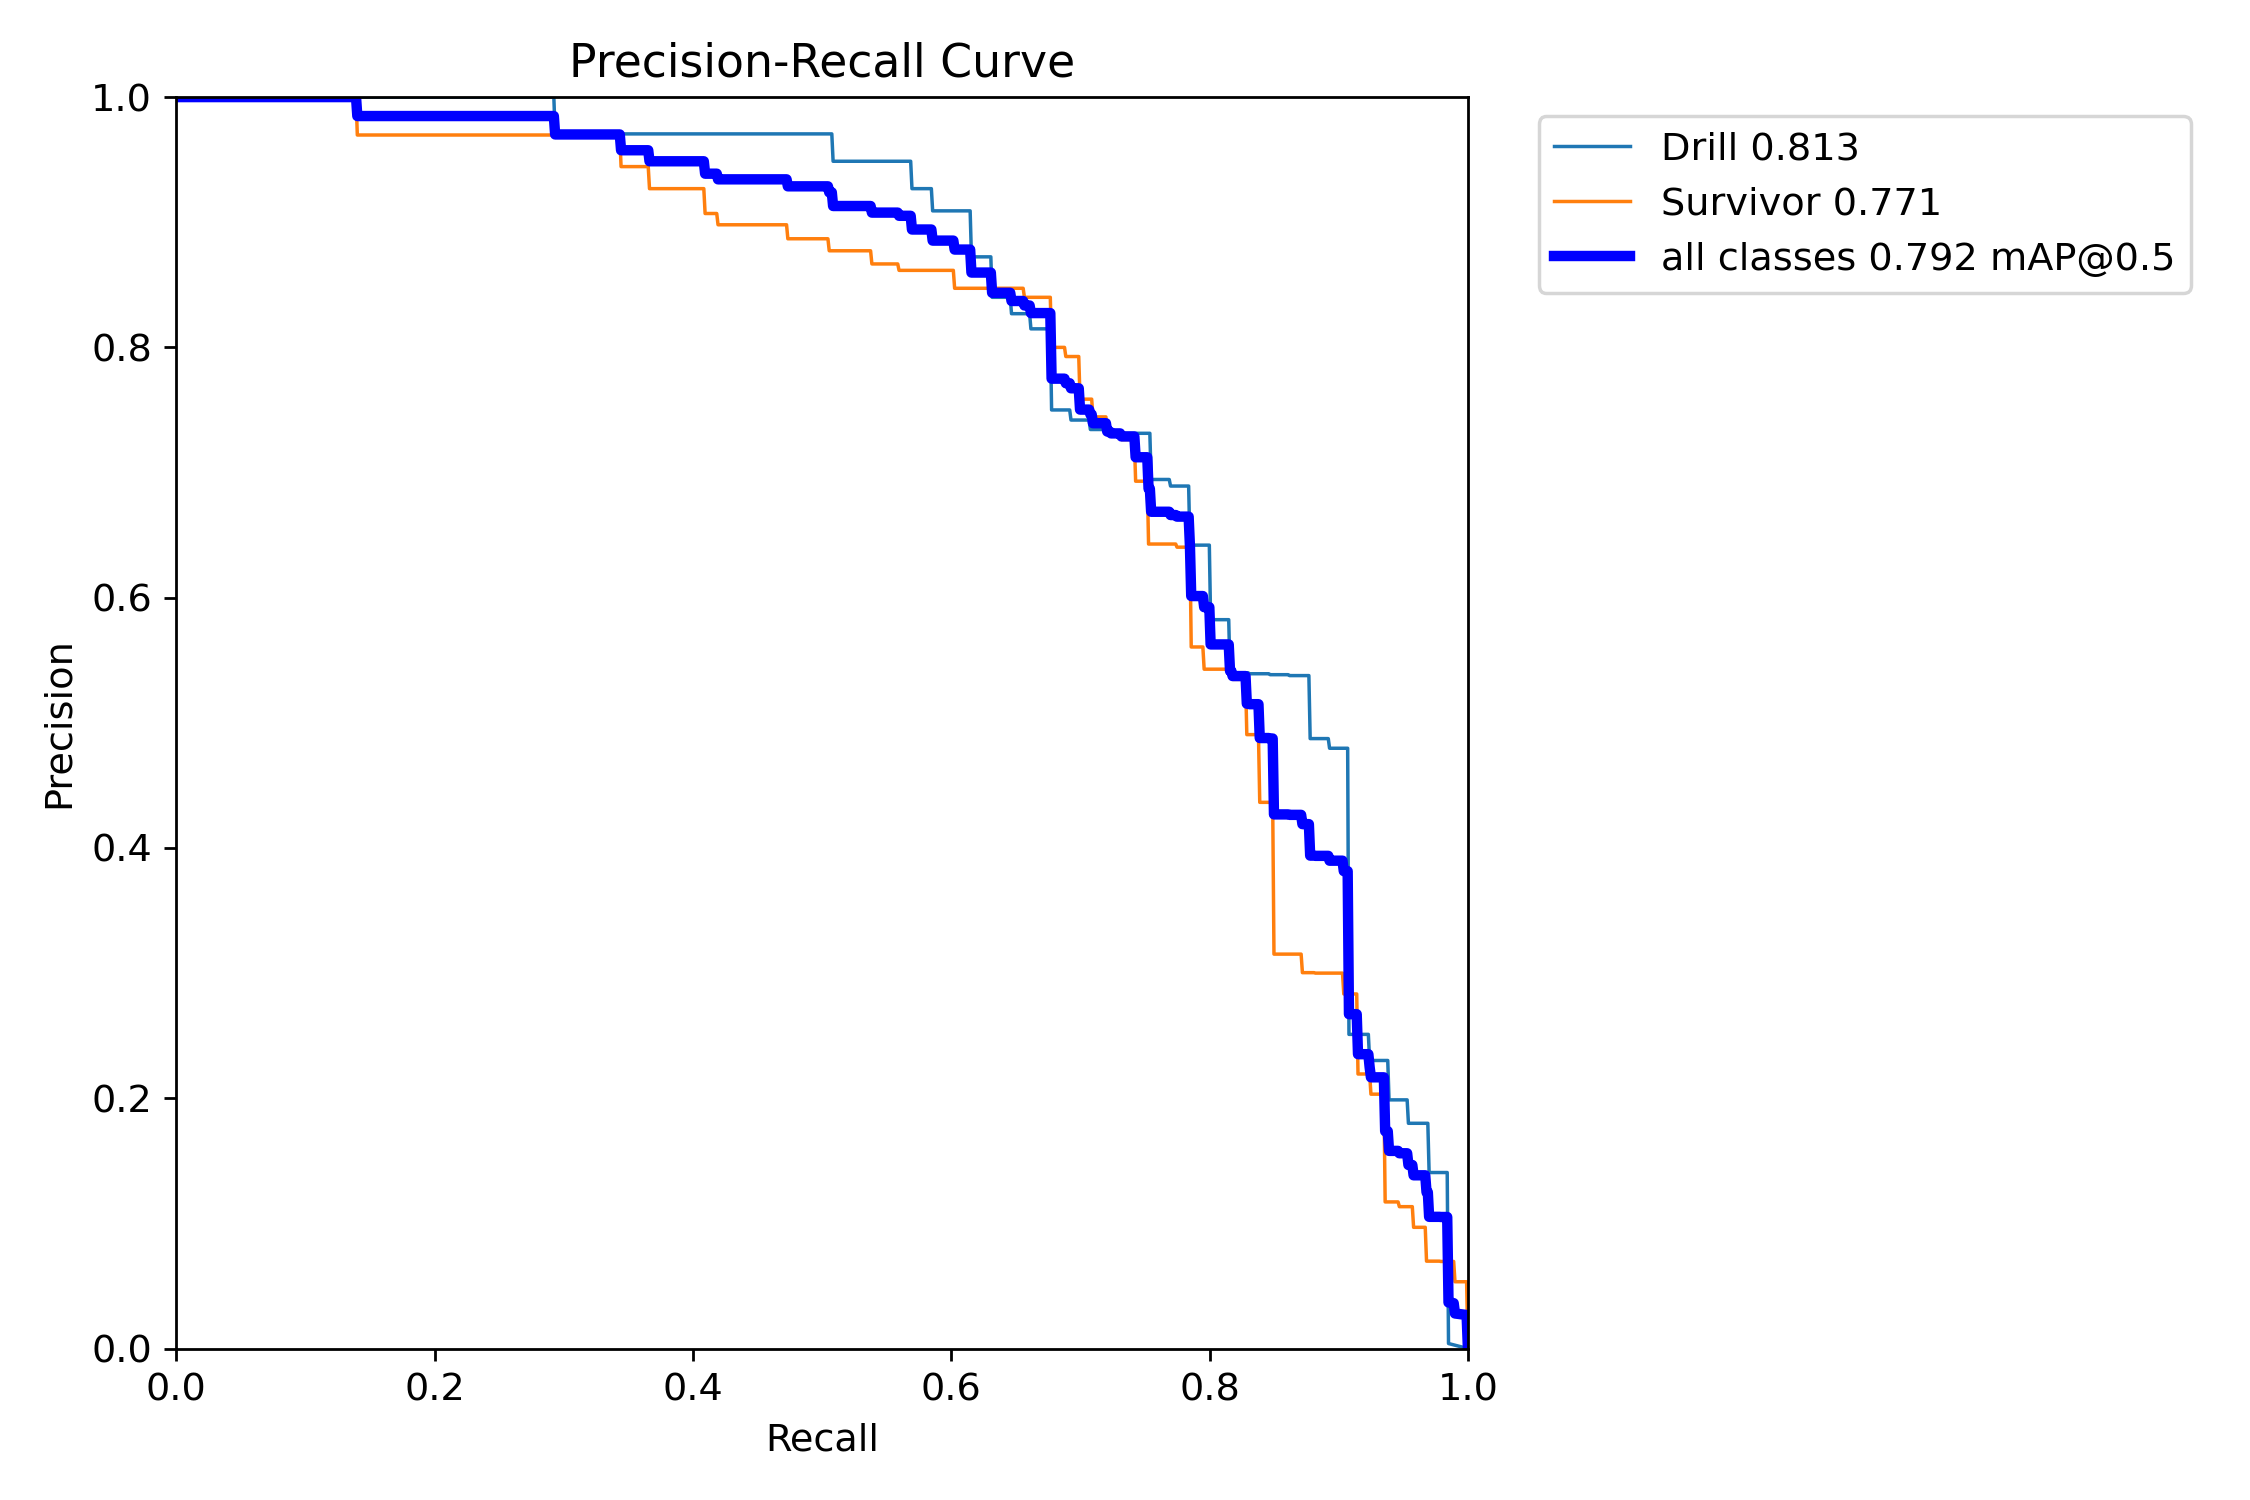 Precision-Recall Curve
1.0
0.8
0.6
0.4
0.2
0.0
Precision
0.0 0.2 0.4 0.6 0.8 1.0
Recall
Drill 0.813
Survivor 0.771
all classes 0.792 mAP@0.5